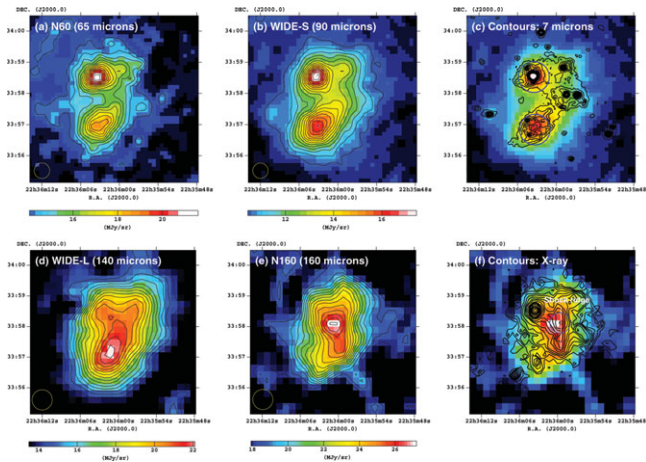 DEC. (J2000.0)
DEC. (J2000.0)
DEC. (J2000.0)
(a) N60 (65 microns)
(b) WIDE-S (90 microns)
(c) Contours: 7 microns
34:00
33:59
33:58
33:57
33:56
34:00
33:59
33:58
33:57
33:56
34:00
33:59
33:58
33:57
33:56
22h36m12s 22h36m06s 22h36m00s 22h35m54s 22h35m48s
22h36m12s 22h36m06s 22h36m00s 22h35m54s 22h35m48s
22h36m12s 22h36m06s 22h36m00s 22h35m54s 22h35m48s
R.A. (J2000.0)
R.A. (J2000.0)
R.A. (J2000.0)
14 16 18 20
(MJy/sr)
12 14 16
(MJy/sr)
DEC. (J2000.0)
DEC. (J2000.0)
DEC. (J2000.0)
(d) WIDE-L (140 microns)
(e) N160 (160 microns)
(f) Contours: X-ray
34:00
33:59
33:58
33:57
33:56
34:00
33:59
33:58
33:57
33:56
34:00
33:59
33:58
33:57
33:56
22h36m12s 22h36m06s 22h36m00s 22h35m54s 22h35m48s
22h36m12s 22h36m06s 22h36m00s 22h35m54s 22h35m48s
22h36m12s 22h36m06s 22h36m00s 22h35m54s 22h35m48s
R.A. (J2000.0)
R.A. (J2000.0)
R.A. (J2000.0)
14 16 18 20 22
(MJy/sr)
18 20 22 24 26
(MJy/sr)